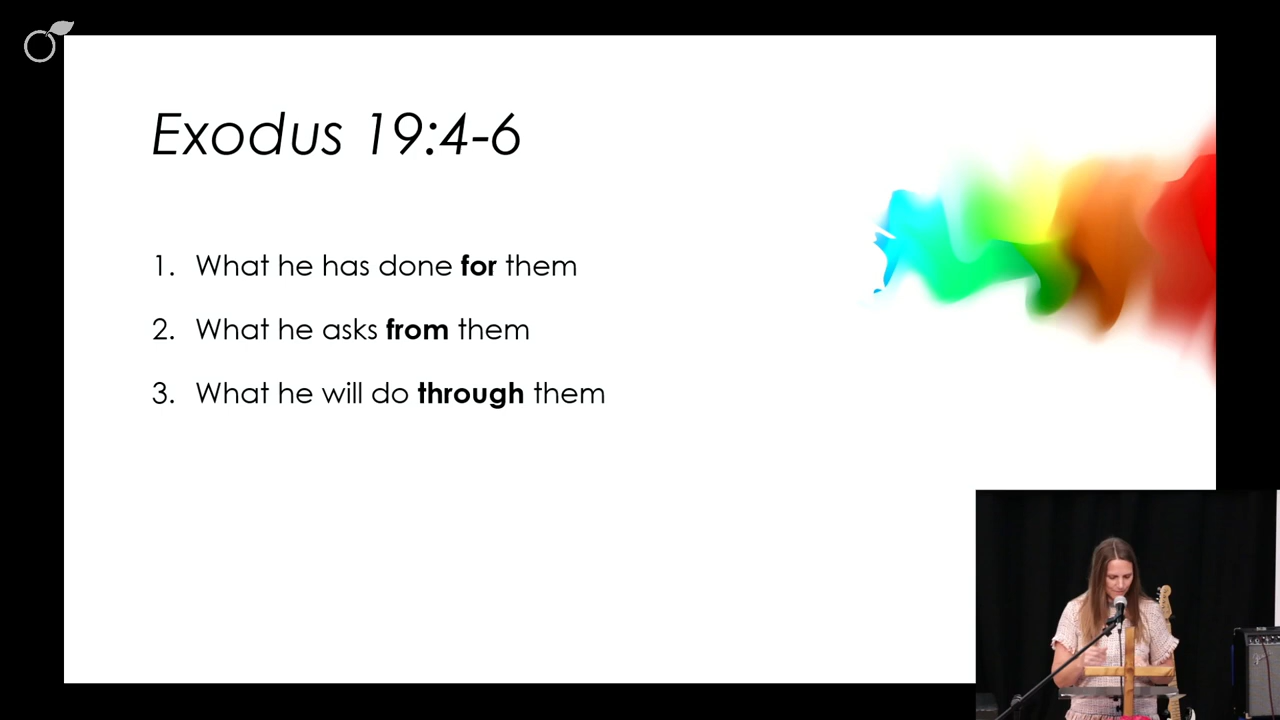 Exodus 19:4-6
1. What he has done for them
2. What he asks from them
3. What he will do through them